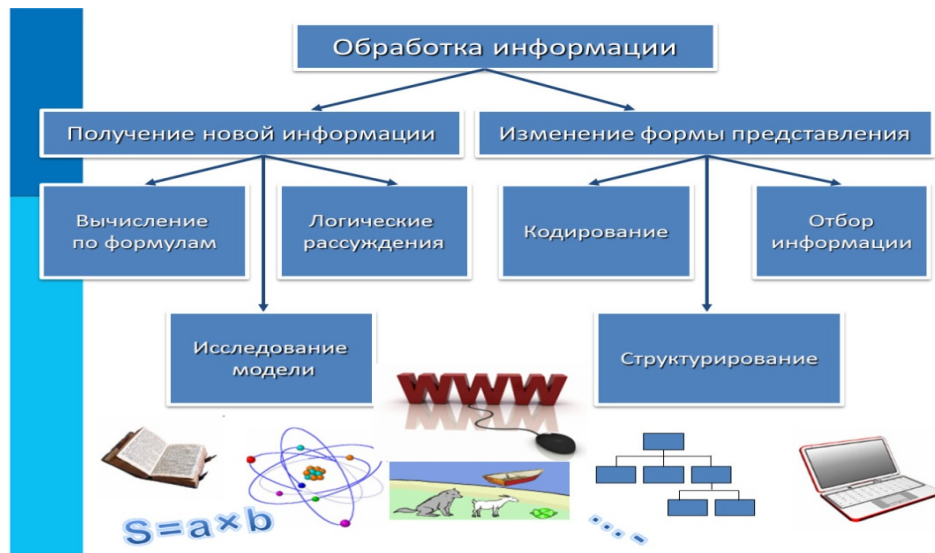 Обработка информации
Получение новой информации
Изменение формы представления
Вычисление
по формулам
Логические
рассуждения
Кодирование
Отбор
информации
Исследование
модели
Структурирование
WWW
S=a×b
...-